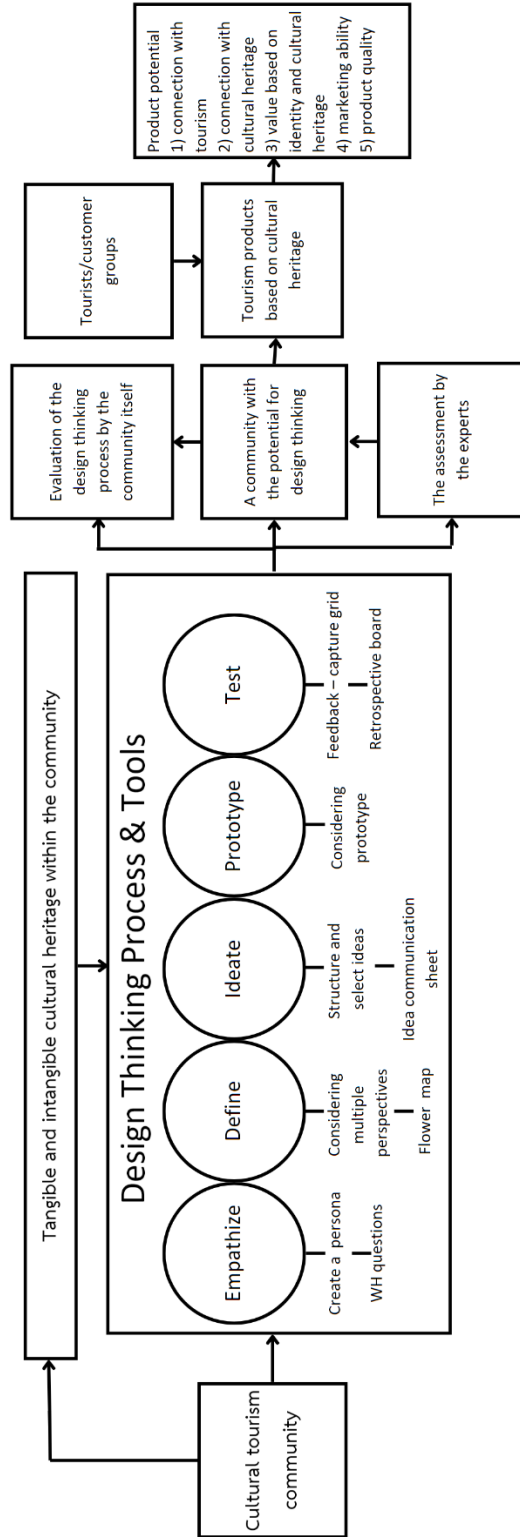 Cultural tourism
community
Tangible and intangible cultural heritage within the community
Design Thinking Process & Tools
Empathize
Create a persona
WH questions
Define
Considering
multiple
perspectives
Flower map
Ideate
Structure and
select ideas
Idea communication
sheet
Prototype
Considering
prototype
Test
Feedback – capture grid
Retrospective board
Evaluation of the
design thinking
process by the
community itself
A community with
the potential for
design thinking
The assessment by
the experts
Tourists/customer
groups
Tourism products
based on cultural
heritage
Product potential
1) connection with
tourism
2) connection with
cultural heritage
3) value based on
identity and cultural
heritage
4) marketing ability
5) product quality